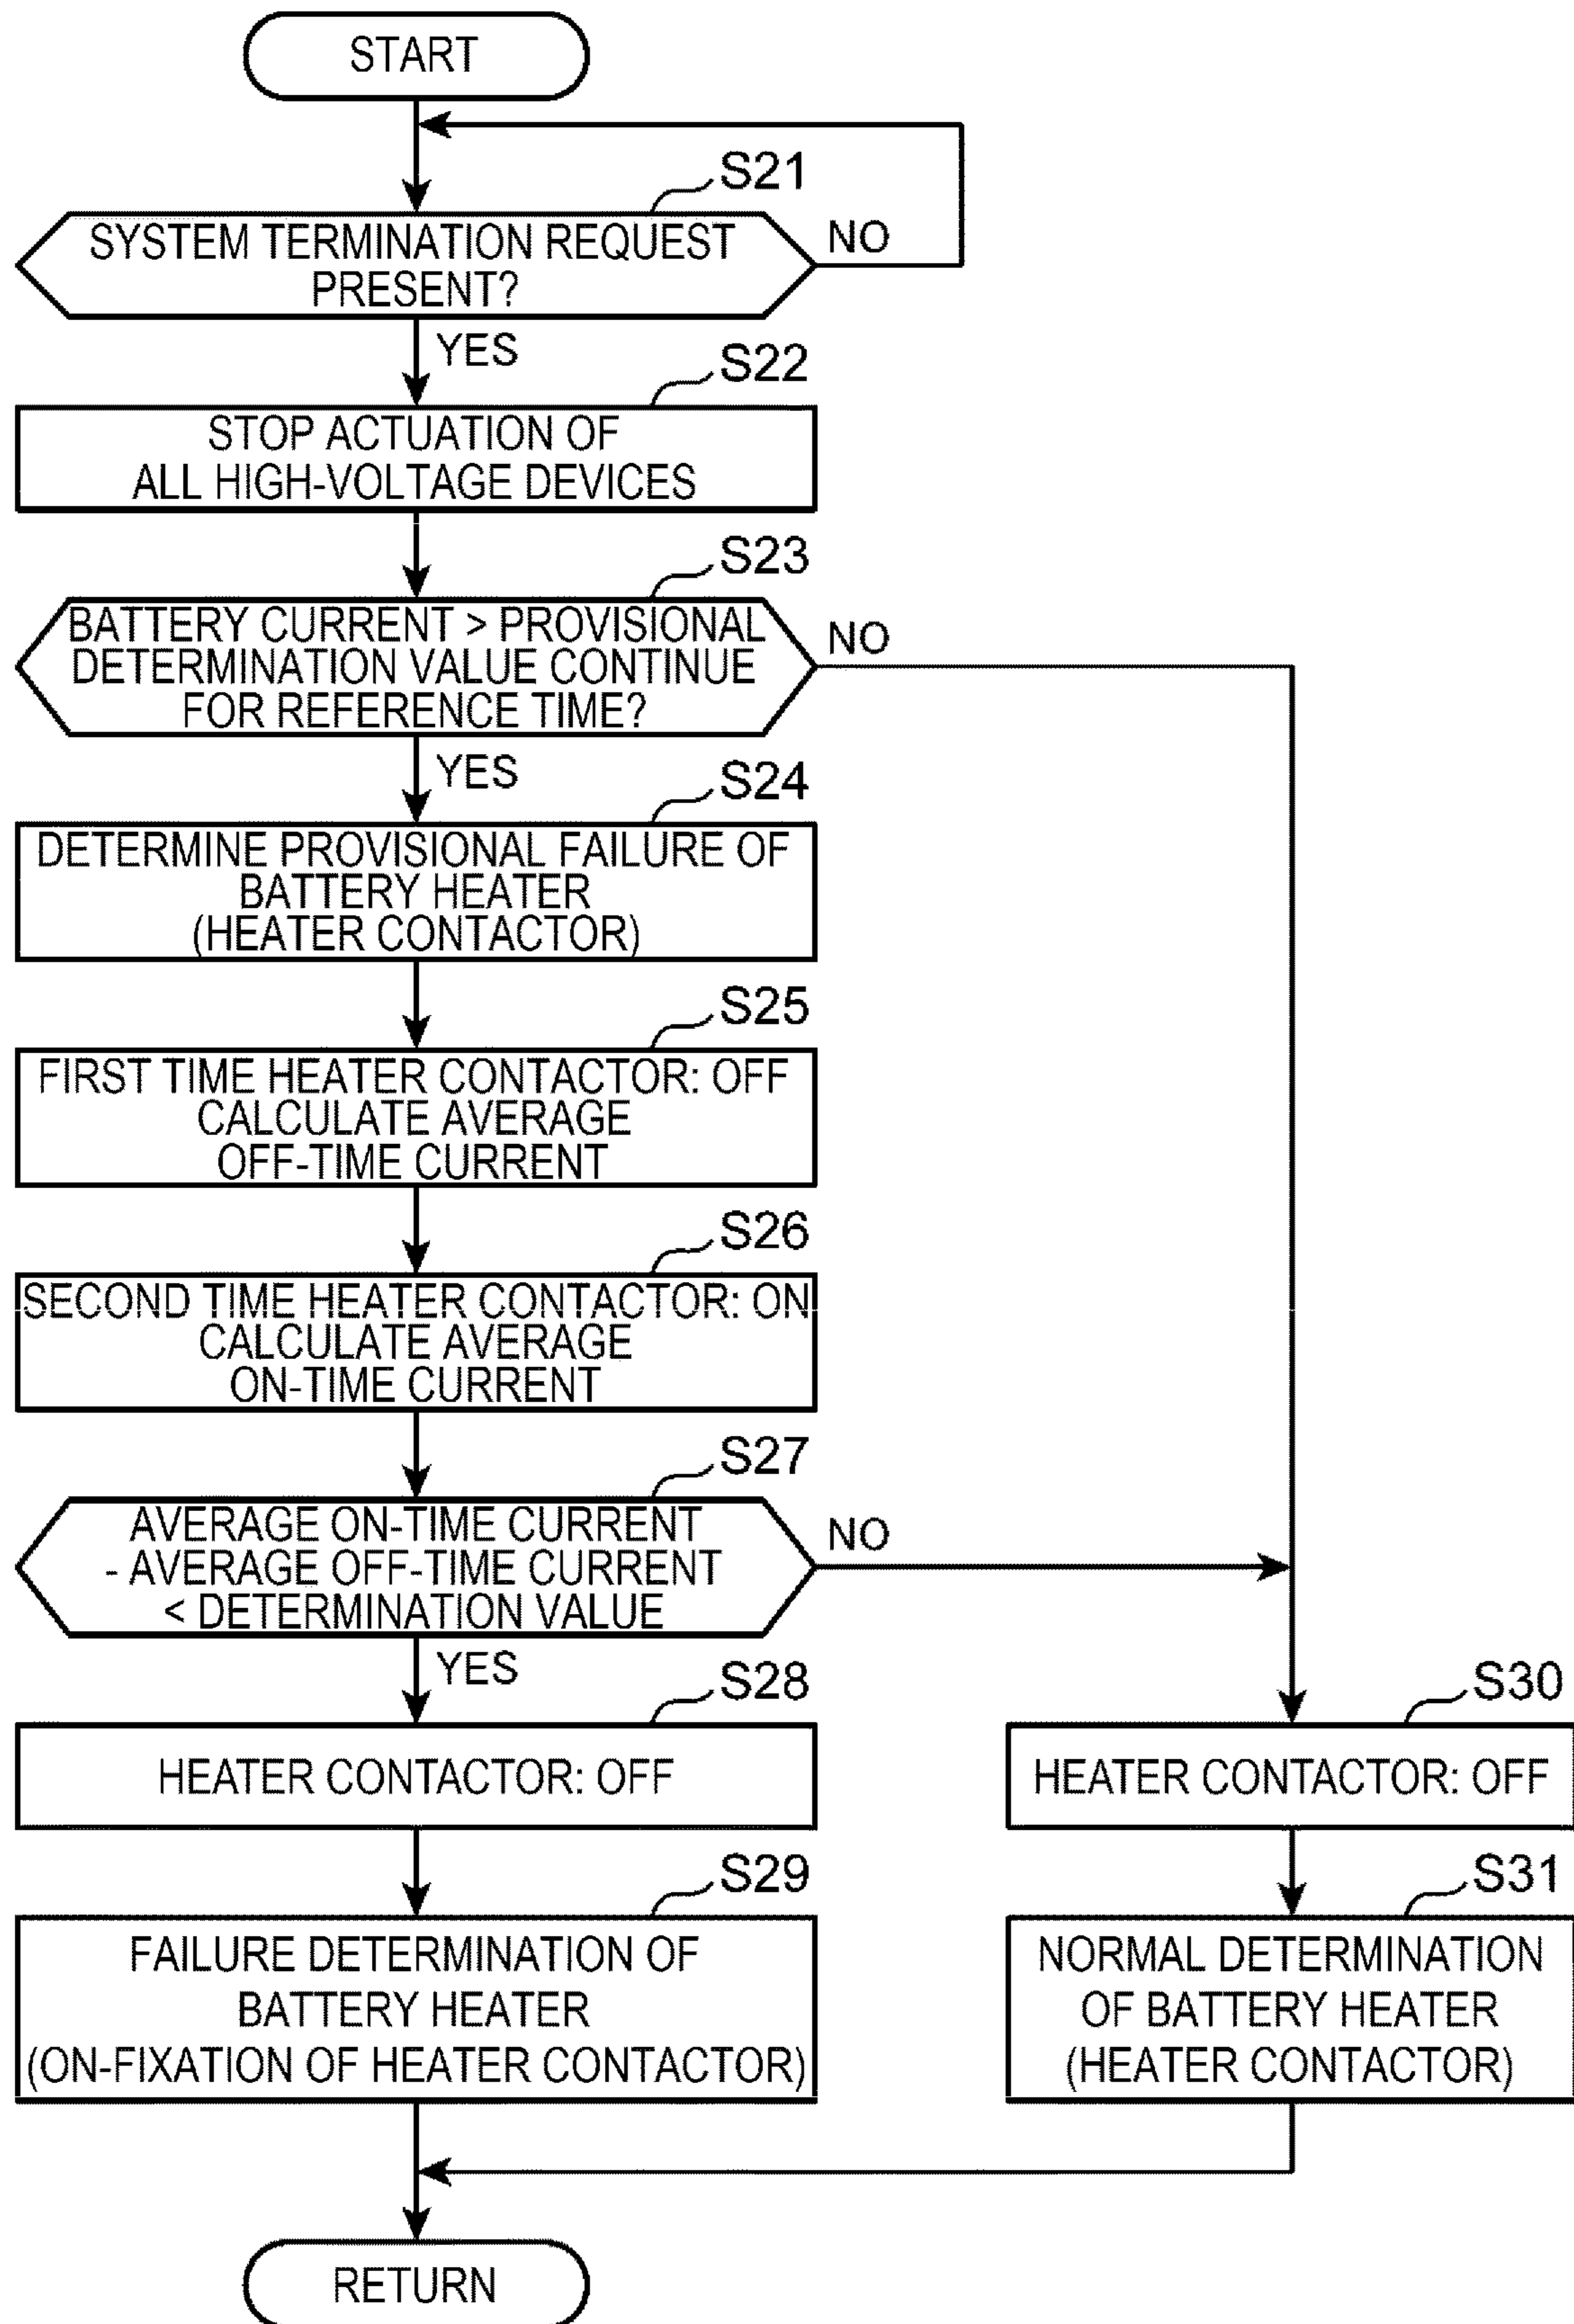 START
S21
SYSTEM TERMINATION REQUEST
PRESENT?
NO
YES
S22
STOP ACTUATION OF
ALL HIGH-VOLTAGE DEVICES
S23
BATTERY CURRENT > PROVISIONAL
DETERMINATION VALUE CONTINUE
FOR REFERENCE TIME?
NO
YES
S24
DETERMINE PROVISIONAL FAILURE OF
BATTERY HEATER
(HEATER CONTACTOR)
S25
FIRST TIME HEATER CONTACTOR: OFF
CALCULATE AVERAGE
OFF-TIME CURRENT
S26
SECOND TIME HEATER CONTACTOR: ON
CALCULATE AVERAGE
ON-TIME CURRENT
S27
AVERAGE ON-TIME CURRENT
- AVERAGE OFF-TIME CURRENT
< DETERMINATION VALUE
NO
YES
S28
HEATER CONTACTOR: OFF
S29
FAILURE DETERMINATION OF
BATTERY HEATER
(ON-FIXATION OF HEATER CONTACTOR)
S30
HEATER CONTACTOR: OFF
S31
NORMAL DETERMINATION
OF BATTERY HEATER
(HEATER CONTACTOR)
RETURN